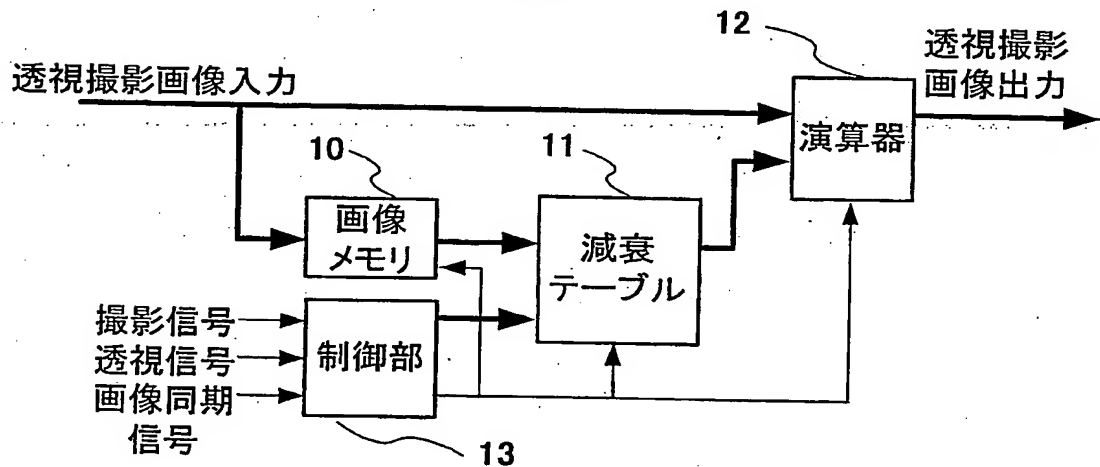 12
透視撮影画像入力
透視撮影
画像出力
演算器
10
11
画像
メモリ
減衰
テーブル
撮影信号
透視信号
画像同期
信号
制御部
13